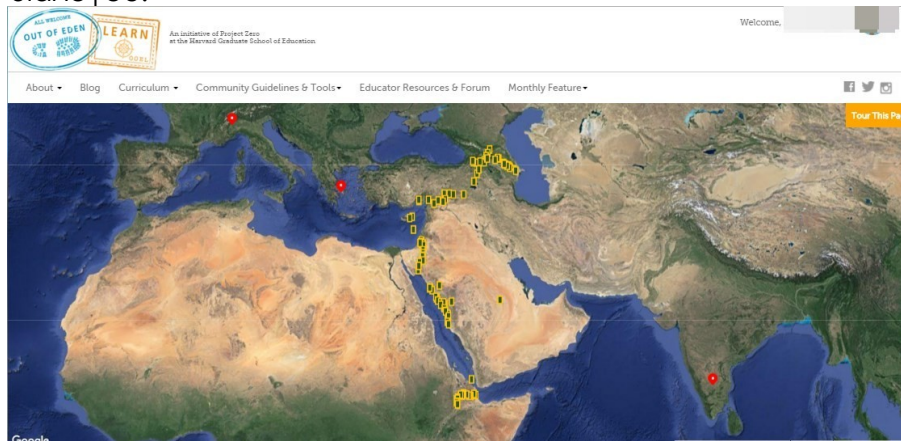 ALL WELCOME
OUT OF EDEN
LEARN
An initiative of Project Zero
at the Harvard Graduate School of Education
Welcome,
About
Blog
Curriculum
Community Guidelines & Tools
Educator Resources & Forum
Monthly Feature
Tour This Pa
Google